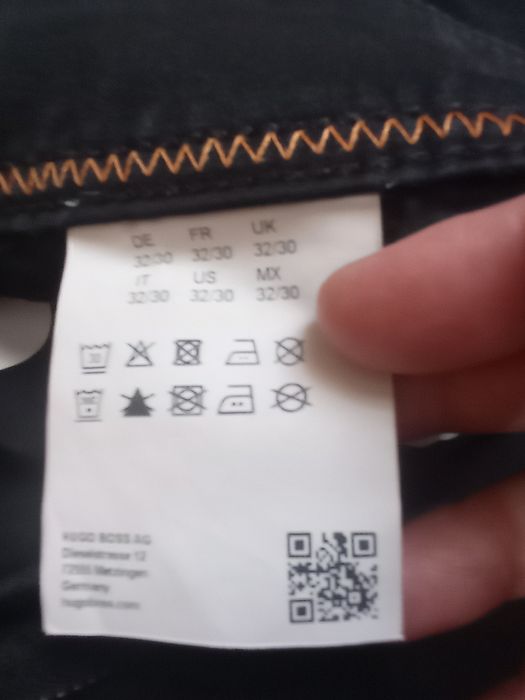 DE FR UK
32/30 32/30 32/30
IT US MX
32/30 32/30 32/30
HUGO BOSS AG
Dieselstrasse 12
72555 Metzingen
Germany
hugoboss.com